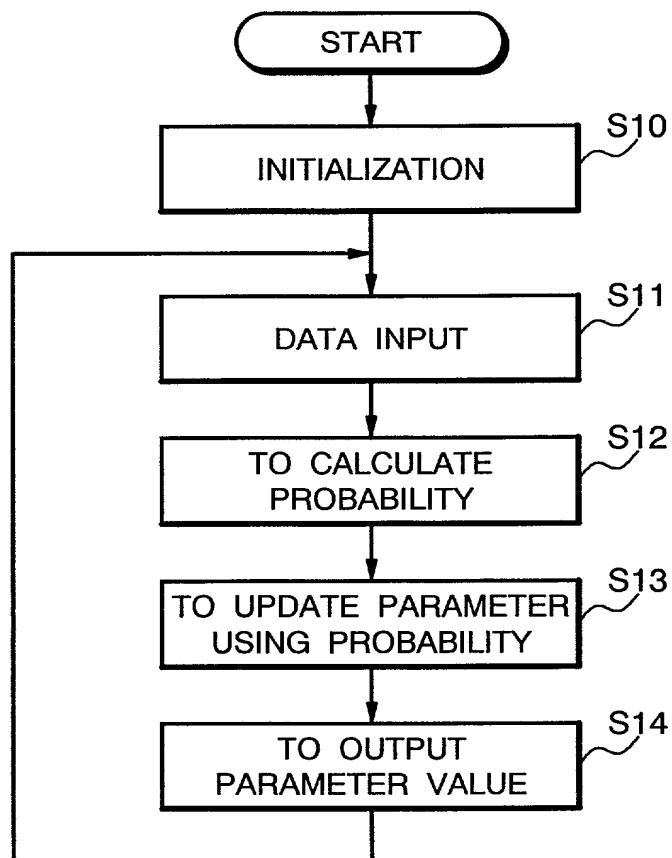 START
S10
INITIALIZATION
S11
DATA INPUT
S12
TO CALCULATE
PROBABILITY
S13
TO UPDATE PARAMETER
USING PROBABILITY
S14
TO OUTPUT
PARAMETER VALUE